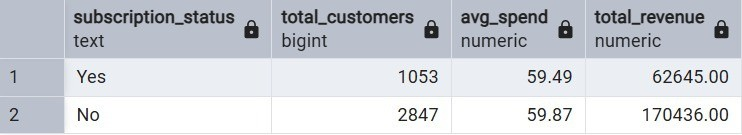 subscription_status total_customers avg_spend total_revenue
text bigint numeric numeric
1 Yes 1053 59.49 62645.00
2 No 2847 59.87 170436.00